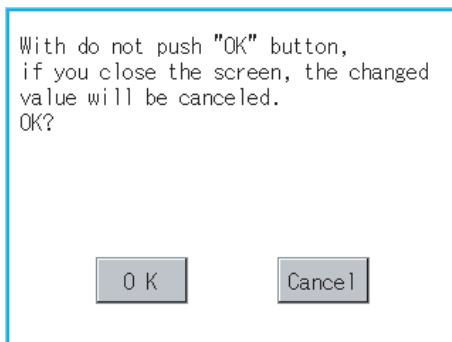 With do not push "OK" button,
if you close the screen, the changed
value will be canceled.
OK?
O K
Cancel